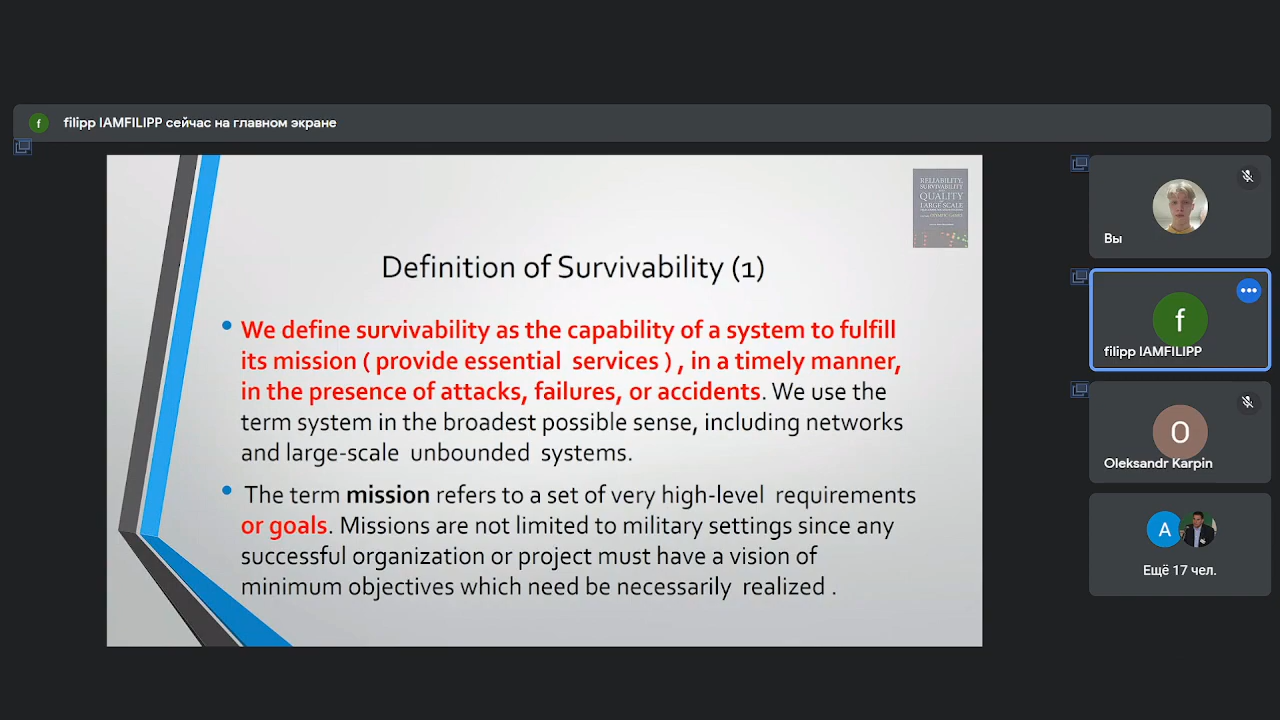 f
filipp IAMFILIPP сейчас на главном экране
RELIABILITY,
SURVIVABILITY
QUALITY
LARGE SCALE
Definition of Survivability (1)
• We define survivability as the capability of a system to fulfill
its mission ( provide essential services ) , in a timely manner,
in the presence of attacks, failures, or accidents. We use the
term system in the broadest possible sense, including networks
and large-scale unbounded systems.
• The term mission refers to a set of very high-level requirements
or goals. Missions are not limited to military settings since any
successful organization or project must have a vision of
minimum objectives which need be necessarily realized .
Вы
f
filipp IAMFILIPP
O
Oleksandr Karpin
A
Ещё 17 чел.